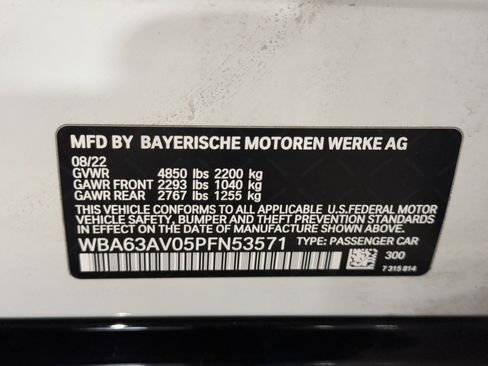 MFD BY BAYERISCHE MOTOREN WERKE AG
08/22
GVWR 4850 lbs 2200 kg
GAWR FRONT 2293 lbs 1040 kg
GAWR REAR 2767 lbs 1255 kg
THIS VEHICLE CONFORMS TO ALL APPLICABLE U.S.FEDERAL MOTOR
VEHICLE SAFETY, BUMPER AND THEFT PREVENTION STANDARDS
IN EFFECT ON THE DATE OF MANUFACTURE SHOWN ABOVE.
WBA63AV05PFN53571 TYPE: PASSENGER CAR
300
7 315 814